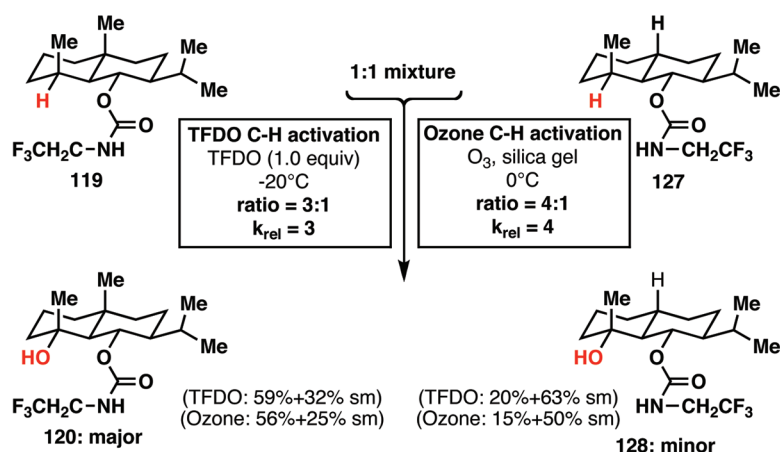 Me
Me
Me
Me
H
O
O
F₃CH₂C–NH
119
1:1 mixture
H
Me
Me
Me
H
O
O
HN–CH₂CF₃
127
TFDO C-H activation
TFDO (1.0 equiv)
-20°C
ratio = 3:1
k_rel = 3
Ozone C-H activation
O₃, silica gel
0°C
ratio = 4:1
k_rel = 4
Me
Me
Me
Me
HO
O
O
F₃CH₂C–NH
120: major
(TFDO: 59%+32% sm)
(Ozone: 56%+25% sm)
H
Me
Me
Me
HO
O
O
HN–CH₂CF₃
128: minor
(TFDO: 20%+63% sm)
(Ozone: 15%+50% sm)